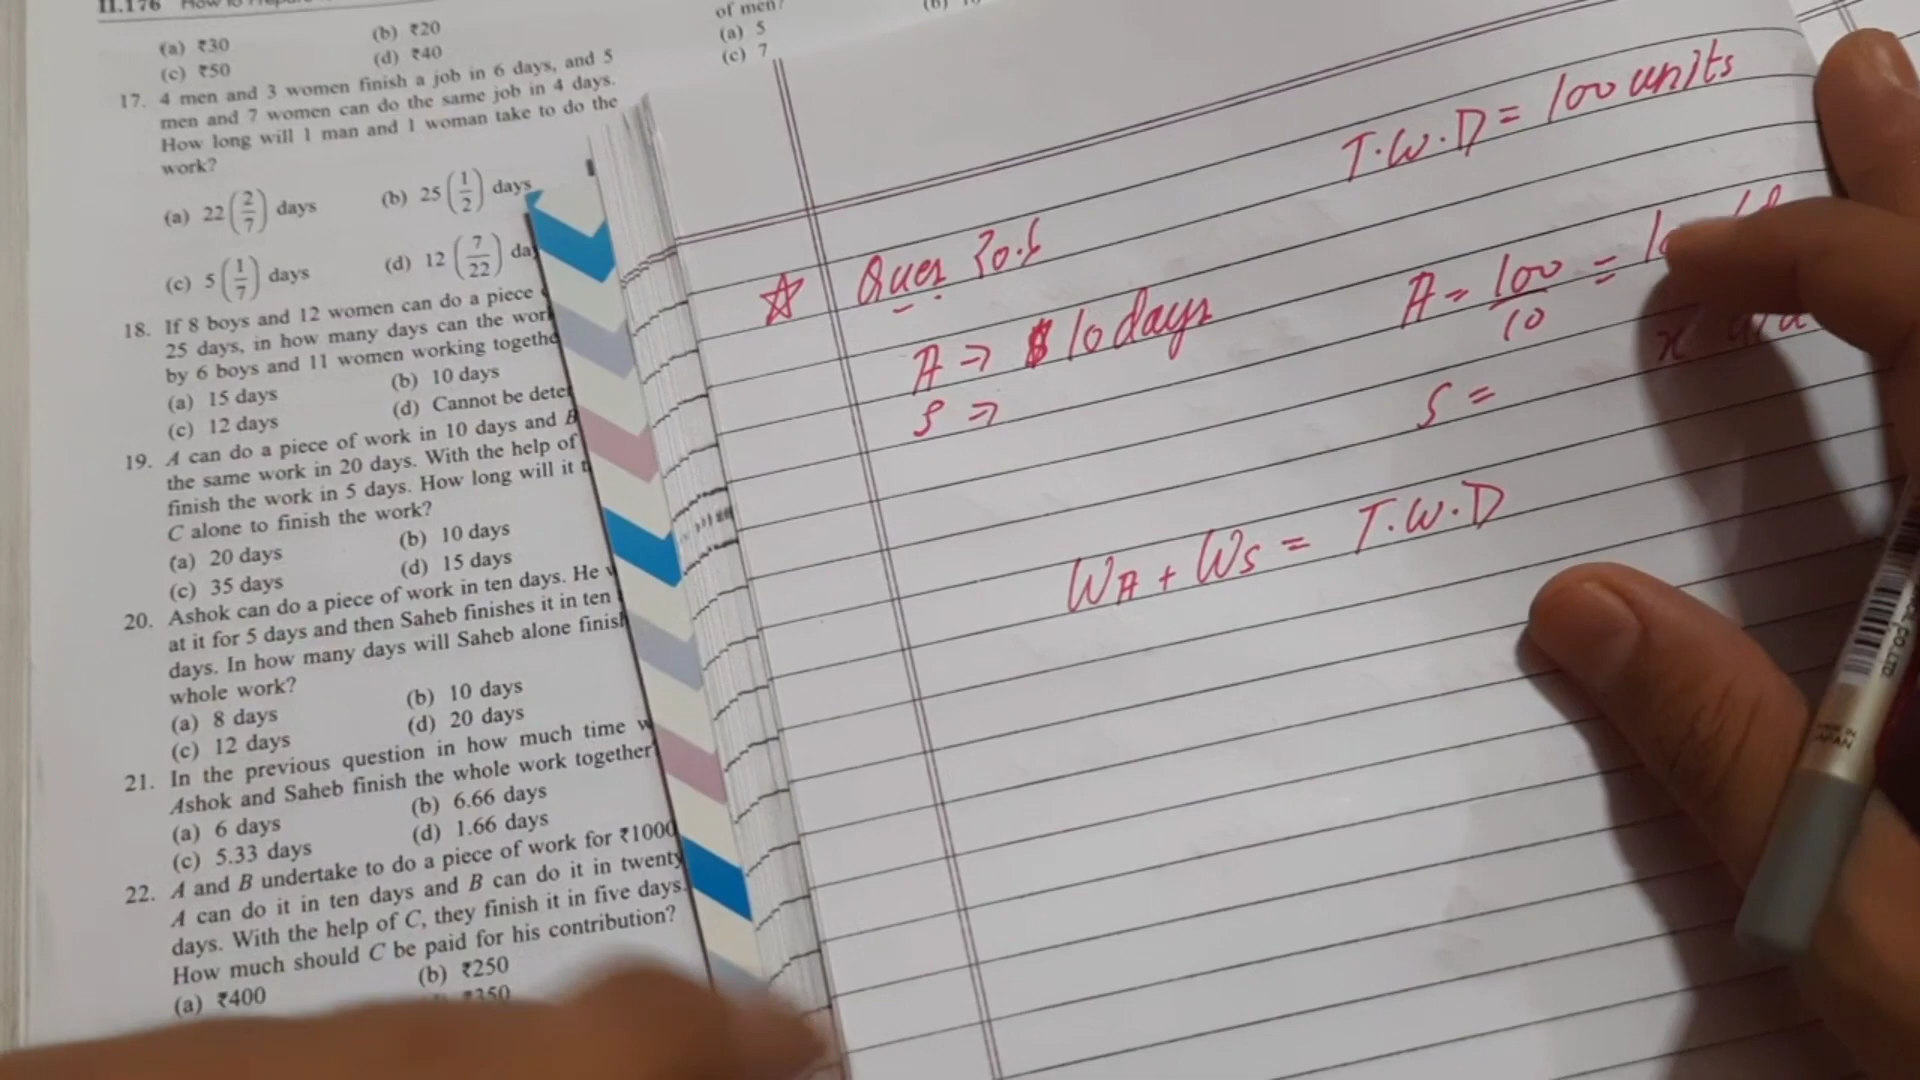 II.176 How to Prepare
(a) ₹30 (b) ₹20
(c) ₹50 (d) ₹40
17. 4 men and 3 women finish a job in 6 days, and 5
men and 7 women can do the same job in 4 days.
How long will 1 man and 1 woman take to do the
work?
(a) 22 (2/7) days (b) 25 (1/2) days
(c) 5 (1/7) days (d) 12 (7/22)
18. If 8 boys and 12 women can do a piece
25 days, in how many days can the
by 6 boys and 11 women working
(a) 15 days (b) 10 days
(c) 12 days (d) Cannot be
19. A can do a piece of work in 10 days and B
the same work in 20 days. With the help of
finish the work in 5 days. How long will it
C alone to finish the work?
(a) 20 days (b) 10 days
(c) 35 days (d) 15 days
20. Ashok can do a piece of work in ten days. He
at it for 5 days and then Saheb finishes it in ten
days. In how many days will Saheb alone
whole work?
(a) 8 days (b) 10 days
(c) 12 days (d) 20 days
21. In the previous question in how much time
Ashok and Saheb finish the whole work together
(a) 6 days (b) 6.66 days
(c) 5.33 days (d) 1.66 days
22. A and B undertake to do a piece of work for ₹1000
A can do it in ten days and B can do it in twenty
days. With the help of C, they finish it in five days.
How much should C be paid for his contribution?
(a) ₹400 (b) ₹250
₹350
of men?
(a) 5
(c) 7
T.W.D = 100 units
Ques 20.
A ⇒ 10 days
S ⇒
A = 100/10 =
S = x
WA + WS = T.W.D
MADE IN
JAPAN
CO.,LTD